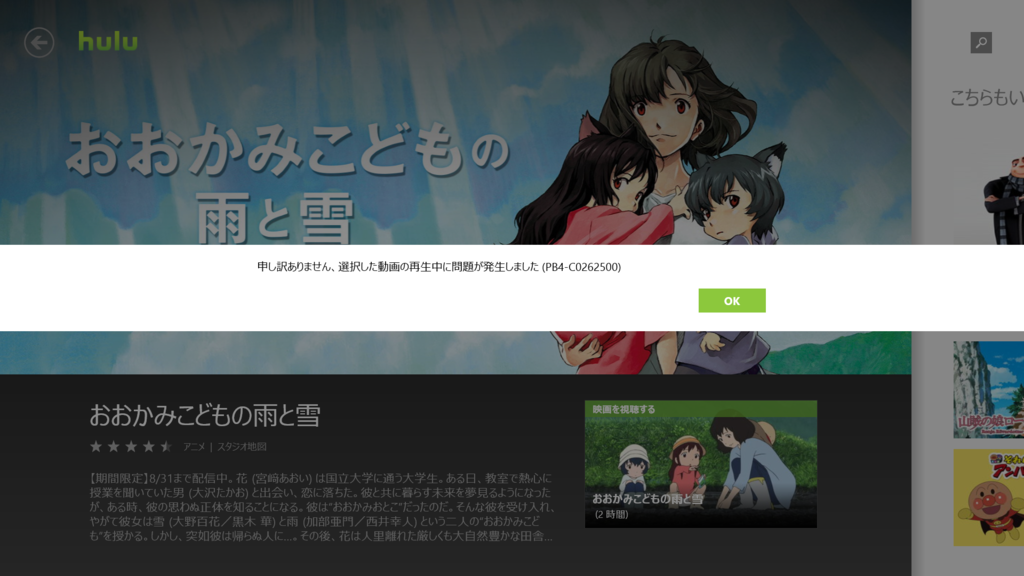 hulu
こちらもい
おおかみこどもの
雨と雪
申し訳ありません、選択した動画の再生中に問題が発生しました (PB4-C0262500)
OK
おおかみこどもの雨と雪
アニメ | スタジオ地図
【期間限定】8/31まで配信中。花 (宮﨑あおい) は国立大学に通う大学生。ある日、教室で熱心に
授業を聞いていた男 (大沢たかお) と出会い、恋に落ちた。彼と共に暮らす未来を夢見るようになった
が、ある時、彼の思わぬ正体を知ることになる。彼は"おおかみおとこ"だったのだ。そんな彼を受け入れ、
やがて彼女は雪 (大野百花／黒木 華) と雨 (加部亜門／西井幸人) という二人の"おおかみこど
も"を授かる。しかし、突如彼は帰らぬ人に...。その後、花は人里離れた厳しくも大自然豊かな田舎...
映画を視聴する
おおかみこどもの雨と雪
(2 時間)